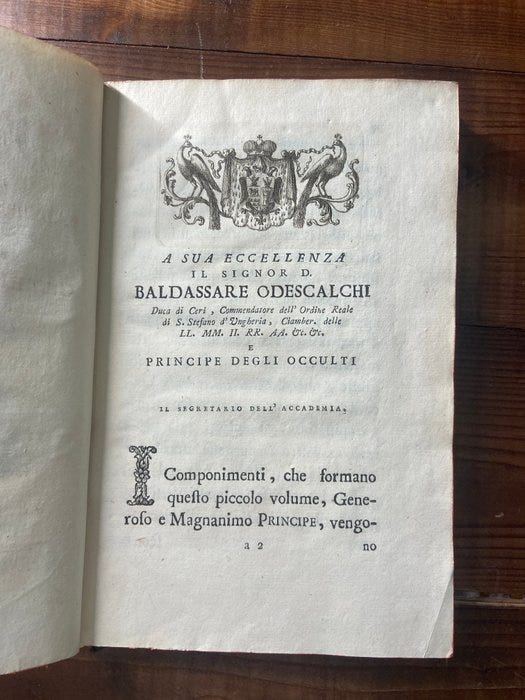 A SUA ECCELLENZA
IL SIGNOR D.
BALDASSARE ODESCALCHI
Duca di Ceri, Commendatore dell' Ordine Reale
di S. Stefano d' Vngheria, Ciamber. delle
LL. MM. II. RR. AA. &c. &c.
E
PRINCIPE DEGLI OCCULTI
IL SEGRETARIO DELL' ACCADEMIA.
I Componimenti, che formano
queſto piccolo volume, Gene-
roſo e Magnanimo PRINCIPE, vengo-
a 2 no